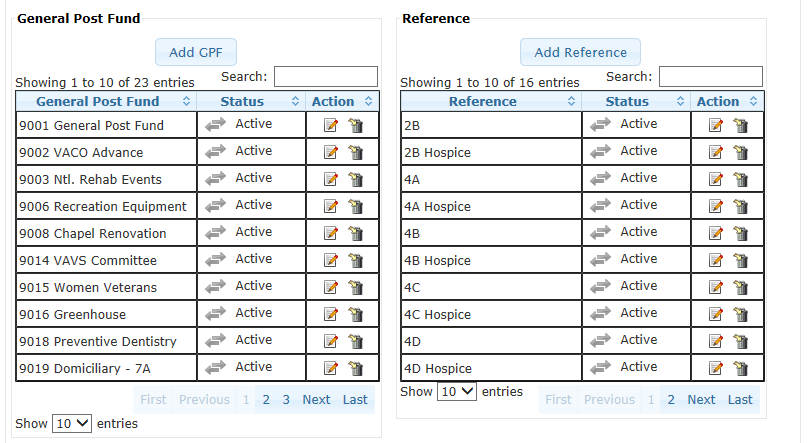 General Post Fund
Add GPF
Showing 1 to 10 of 23 entries Search:
General Post Fund Status Action
9001 General Post Fund Active
9002 VACO Advance Active
9003 Ntl. Rehab Events Active
9006 Recreation Equipment Active
9008 Chapel Renovation Active
9014 VAVS Committee Active
9015 Women Veterans Active
9016 Greenhouse Active
9018 Preventive Dentistry Active
9019 Domiciliary - 7A Active
First Previous 1 2 3 Next Last
Show 10 entries
Reference
Add Reference
Showing 1 to 10 of 16 entries Search:
Reference Status Action
2B Active
2B Hospice Active
4A Active
4A Hospice Active
4B Active
4B Hospice Active
4C Active
4C Hospice Active
4D Active
4D Hospice Active
Show 10 entries
First Previous 1 2 Next Last